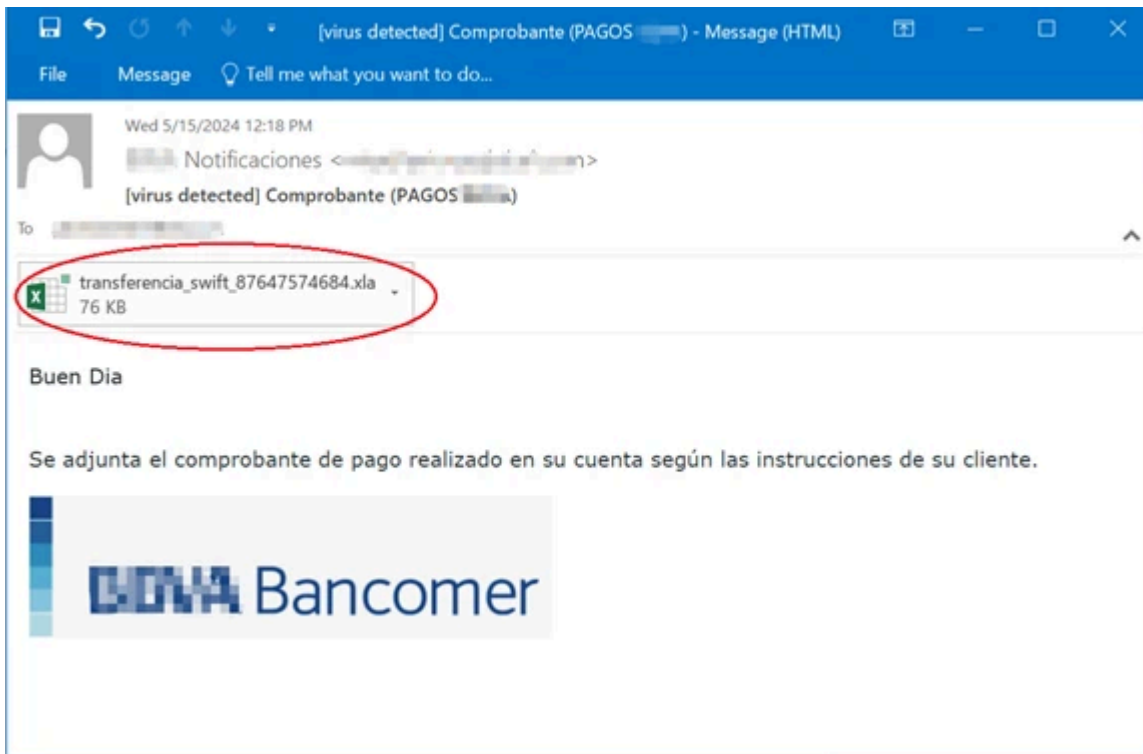 [virus detected] Comprobante (PAGOS ) - Message (HTML)
File Message Tell me what you want to do...
Wed 5/15/2024 12:18 PM
Notificaciones < >
[virus detected] Comprobante (PAGOS )
To
transferencia_swift_87647574684.xla
76 KB
Buen Dia
Se adjunta el comprobante de pago realizado en su cuenta según las instrucciones de su cliente.
Bancomer